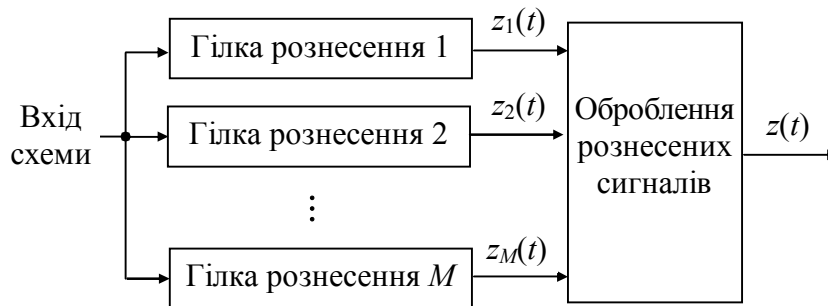 Гілка рознесення 1
z1(t)
Вхід
схеми
Гілка рознесення 2
z2(t)
⋮
Гілка рознесення M
zM(t)
Оброблення
рознесених
сигналів
z(t)